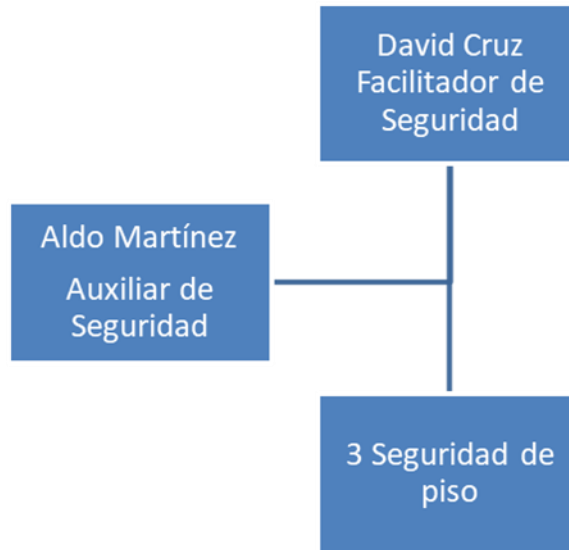 David Cruz
Facilitador de
Seguridad
Aldo Martínez
Auxiliar de
Seguridad
3 Seguridad de
piso